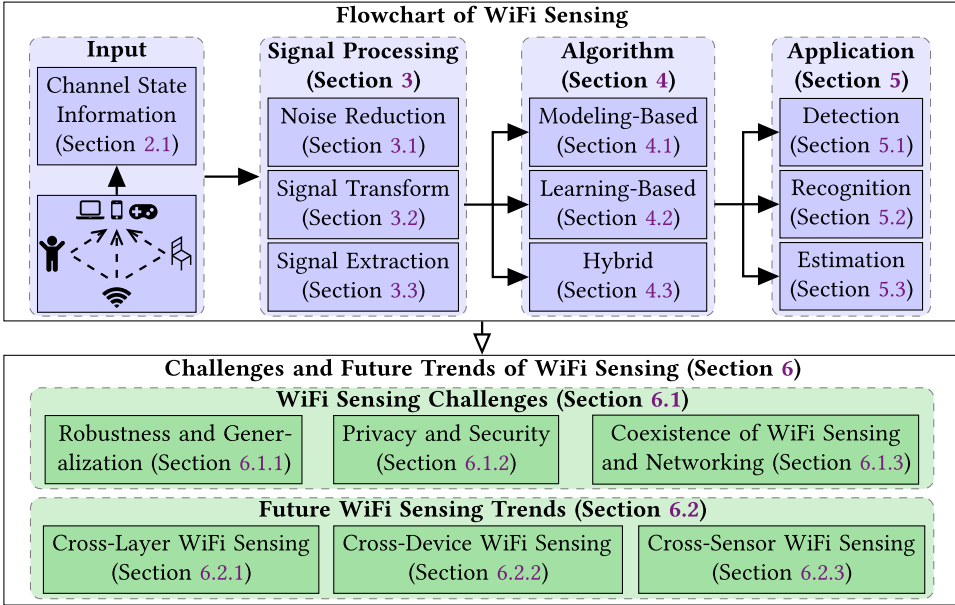 Flowchart of WiFi Sensing
Input
Channel State
Information
(Section 2.1)
Signal Processing
(Section 3)
Noise Reduction
(Section 3.1)
Signal Transform
(Section 3.2)
Signal Extraction
(Section 3.3)
Algorithm
(Section 4)
Modeling-Based
(Section 4.1)
Learning-Based
(Section 4.2)
Hybrid
(Section 4.3)
Application
(Section 5)
Detection
(Section 5.1)
Recognition
(Section 5.2)
Estimation
(Section 5.3)
Challenges and Future Trends of WiFi Sensing (Section 6)
WiFi Sensing Challenges (Section 6.1)
Robustness and Gener-
alization (Section 6.1.1)
Privacy and Security
(Section 6.1.2)
Coexistence of WiFi Sensing
and Networking (Section 6.1.3)
Future WiFi Sensing Trends (Section 6.2)
Cross-Layer WiFi Sensing
(Section 6.2.1)
Cross-Device WiFi Sensing
(Section 6.2.2)
Cross-Sensor WiFi Sensing
(Section 6.2.3)